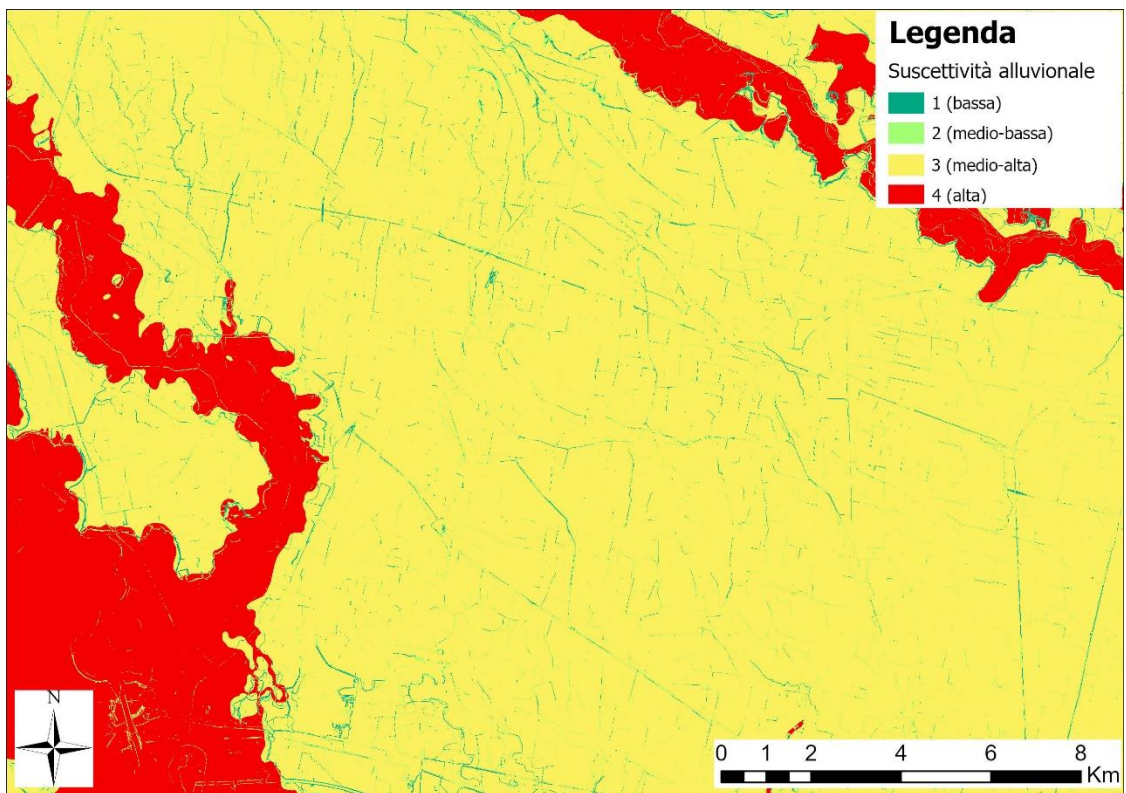 Legenda
Suscettività alluvionale
1 (bassa)
2 (medio-bassa)
3 (medio-alta)
4 (alta)
N
0 1 2 4 6 8
Km